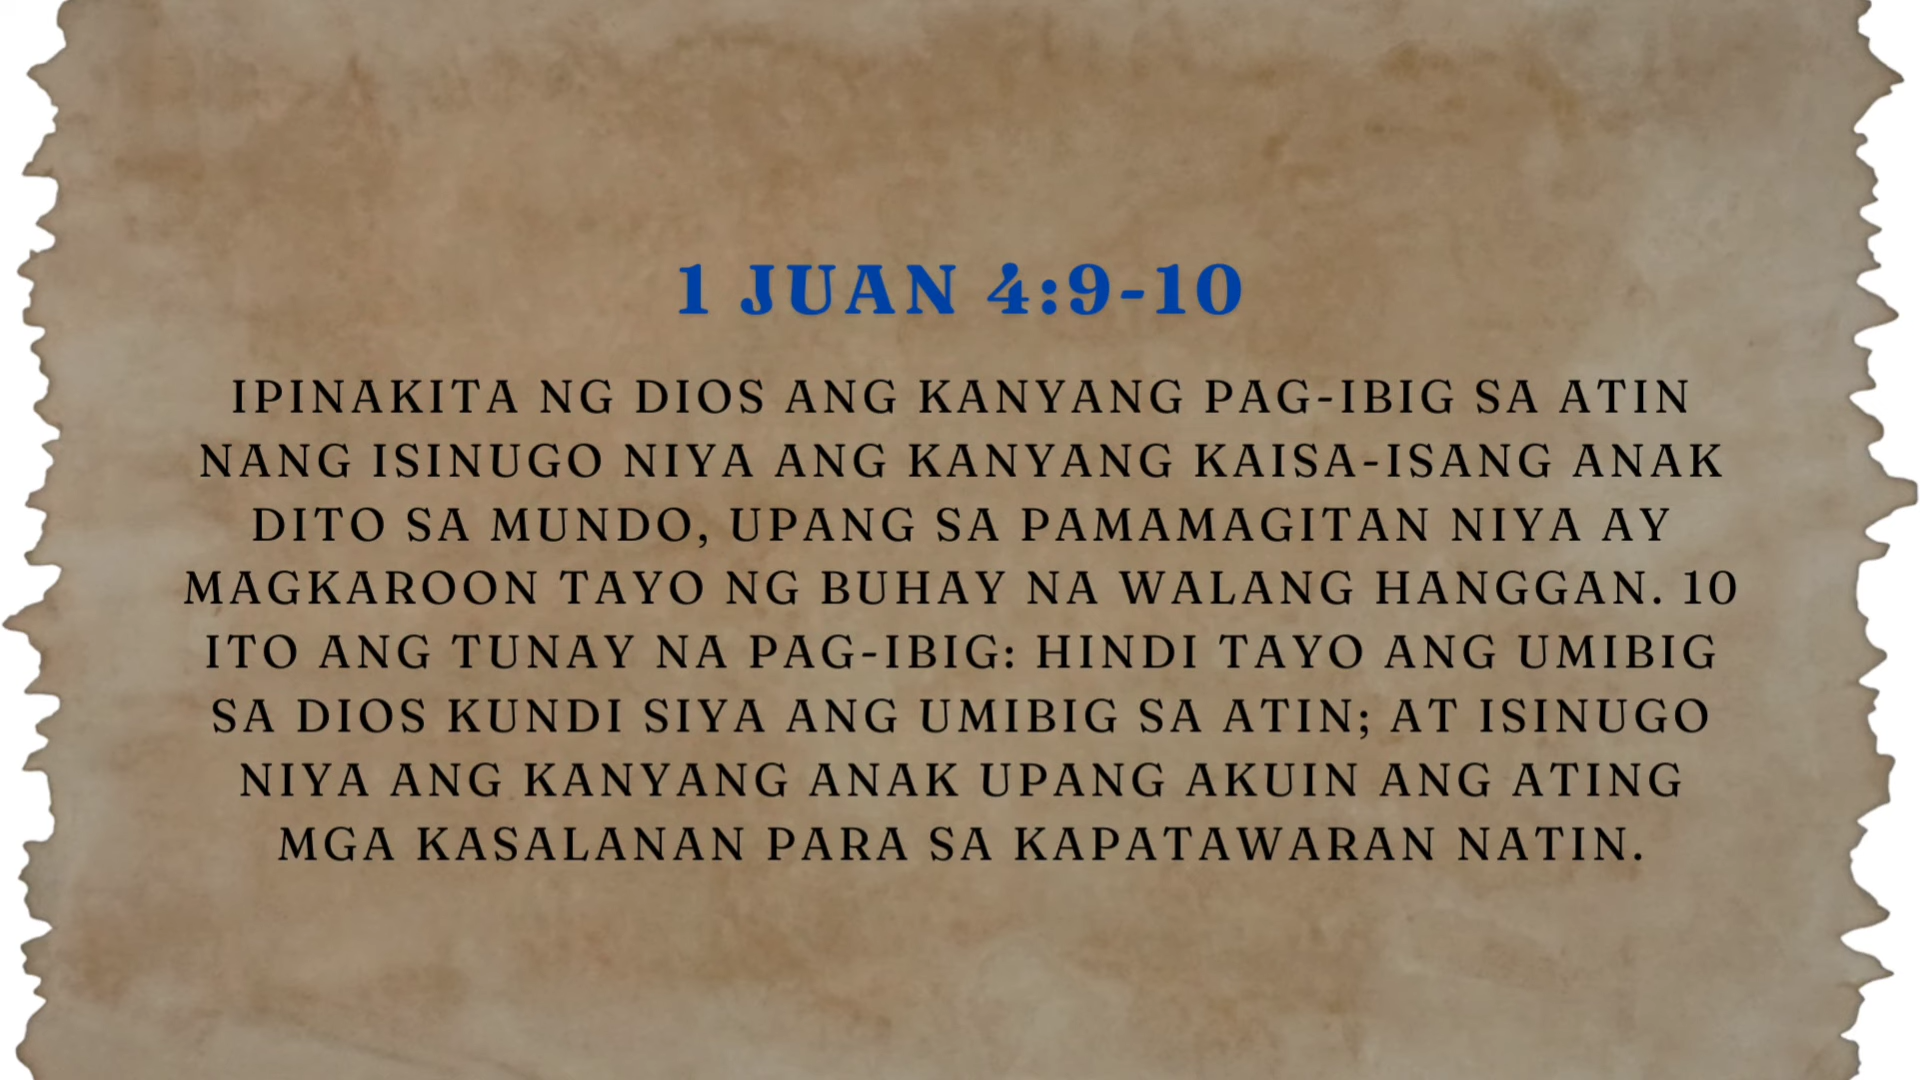 1 JUAN 4:9-10
IPINAKITA NG DIOS ANG KANYANG PAG-IBIG SA ATIN
NANG ISINUGO NIYA ANG KANYANG KAISA-ISANG ANAK
DITO SA MUNDO, UPANG SA PAMAMAGITAN NIYA AY
MAGKAROON TAYO NG BUHAY NA WALANG HANGGAN. 10
ITO ANG TUNAY NA PAG-IBIG: HINDI TAYO ANG UMIBIG
SA DIOS KUNDI SIYA ANG UMIBIG SA ATIN; AT ISINUGO
NIYA ANG KANYANG ANAK UPANG AKUIN ANG ATING
MGA KASALANAN PARA SA KAPATAWARAN NATIN.